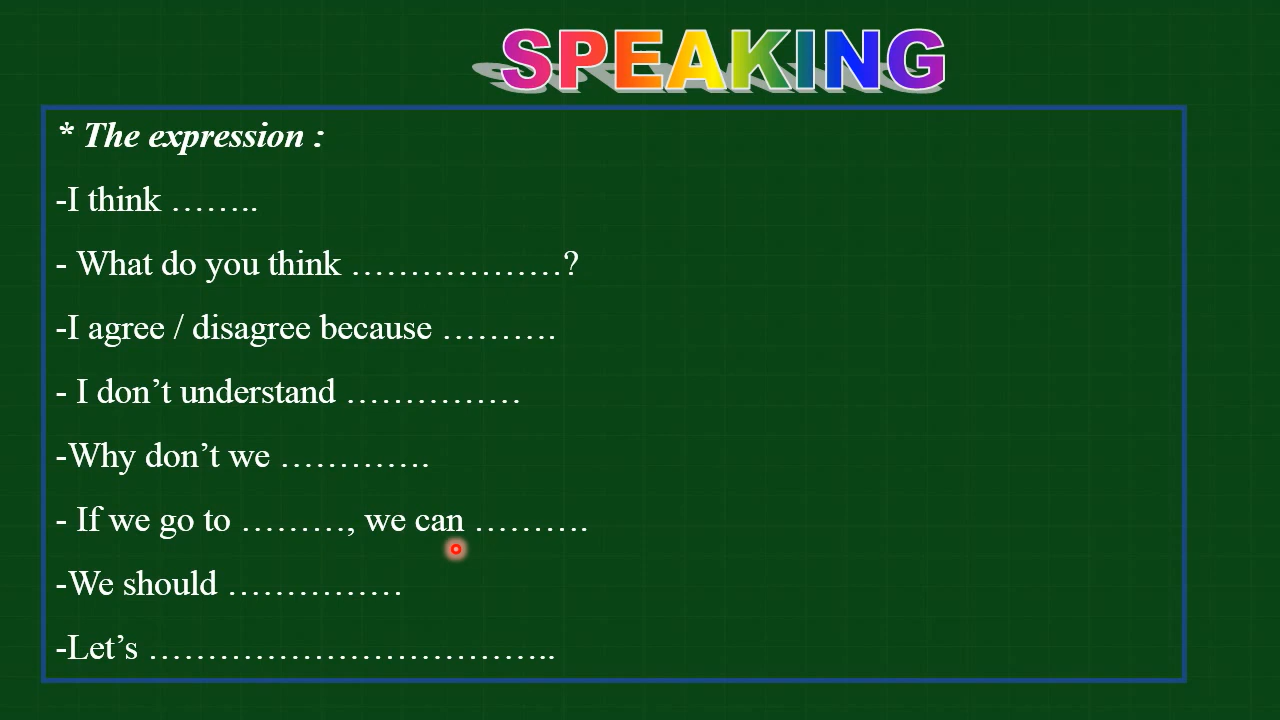 SPEAKING
* The expression :
-I think ……..
- What do you think ………………?
-I agree / disagree because ……….
- I don’t understand ……………
-Why don’t we ………….
- If we go to ………, we can ……….
-We should ……………
-Let’s ……………………………..